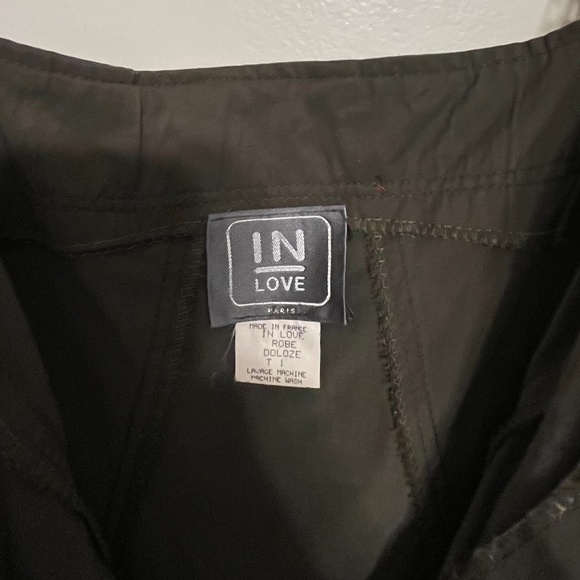 IN
LOVE
PARIS
MADE IN FRANCE
IN LOVE
ROBE
DOLOZE
T 1
LAVAGE MACHINE
MACHINE WASH